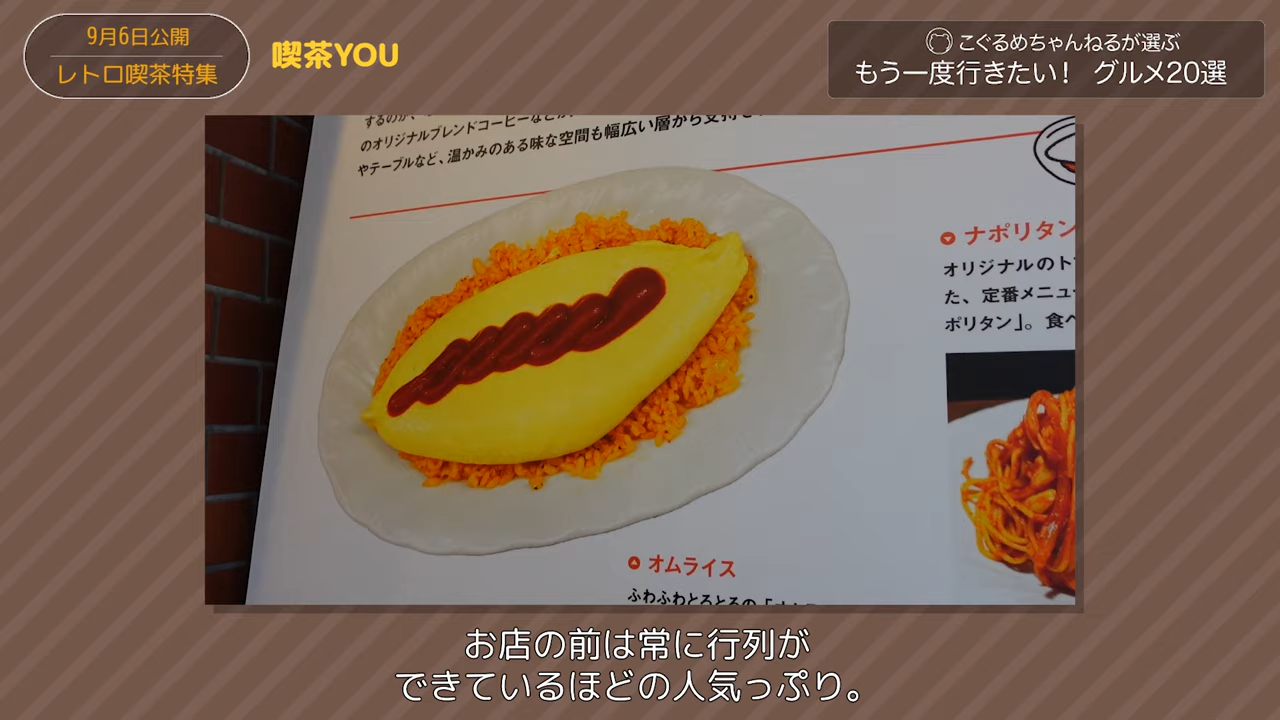 9月6日公開
レトロ喫茶特集
喫茶YOU
こぐるめちゃんねるが選ぶ
もう一度行きたい! グルメ20選
するのが、
のオリジナルブレンドコーヒーなど
やテーブルなど、温かみのある味な空間も幅広い層から支持
ナポリタン
オリジナルのト
た、定番メニュー
ポリタン」。食べ
オムライス
ふわふわとろとろの「オム
お店の前は常に行列が
できているほどの人気っぷり。